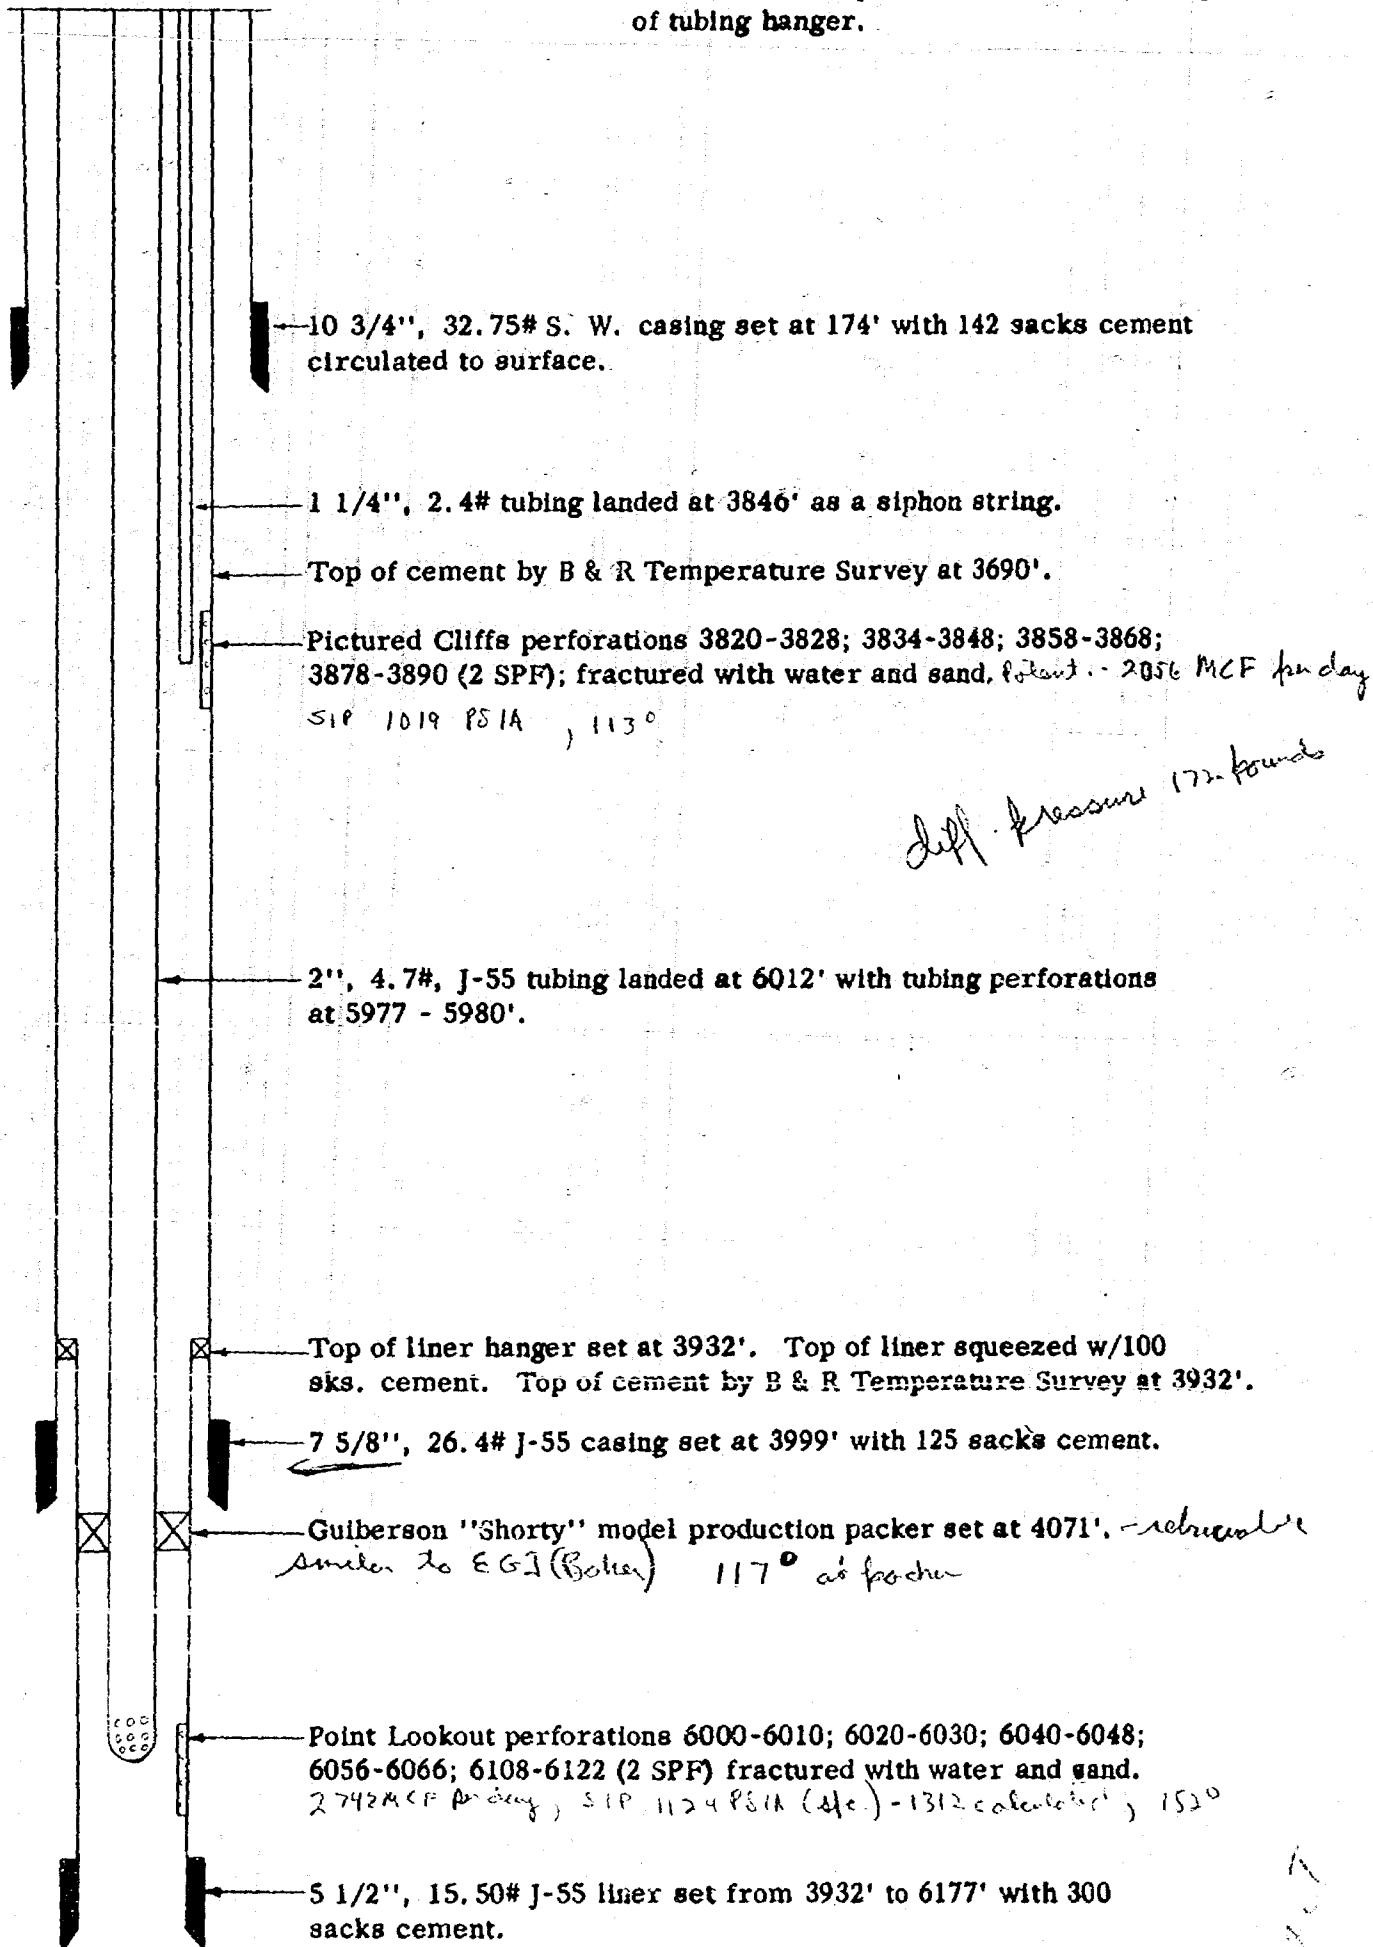 of tubing hanger.
10 3/4'', 32.75# S. W. casing set at 174' with 142 sacks cement
circulated to surface.
1 1/4'', 2.4# tubing landed at 3846' as a siphon string.
Top of cement by B & R Temperature Survey at 3690'.
Pictured Cliffs perforations 3820-3828; 3834-3848; 3858-3868;
3878-3890 (2 SPF); fractured with water and sand. MCF per day
SIP 1019 PSIA , 113°
diff. pressure 172 pounds
2'', 4.7#, J-55 tubing landed at 6012' with tubing perforations
at 5977 - 5980'.
Top of liner hanger set at 3932'. Top of liner squeezed w/100
sks. cement. Top of cement by B & R Temperature Survey at 3932'.
7 5/8'', 26.4# J-55 casing set at 3999' with 125 sacks cement.
Guiberson "Shorty" model production packer set at 4071'. - retrievable
similar to EGJ (Baker) 117° at packer
Point Lookout perforations 6000-6010; 6020-6030; 6040-6048;
6056-6066; 6108-6122 (2 SPF) fractured with water and sand.
2742 MCF per day, SIP 1124 PSIA (sfc.) - 1312 calculated, 152°
5 1/2'', 15.50# J-55 liner set from 3932' to 6177' with 300
sacks cement.